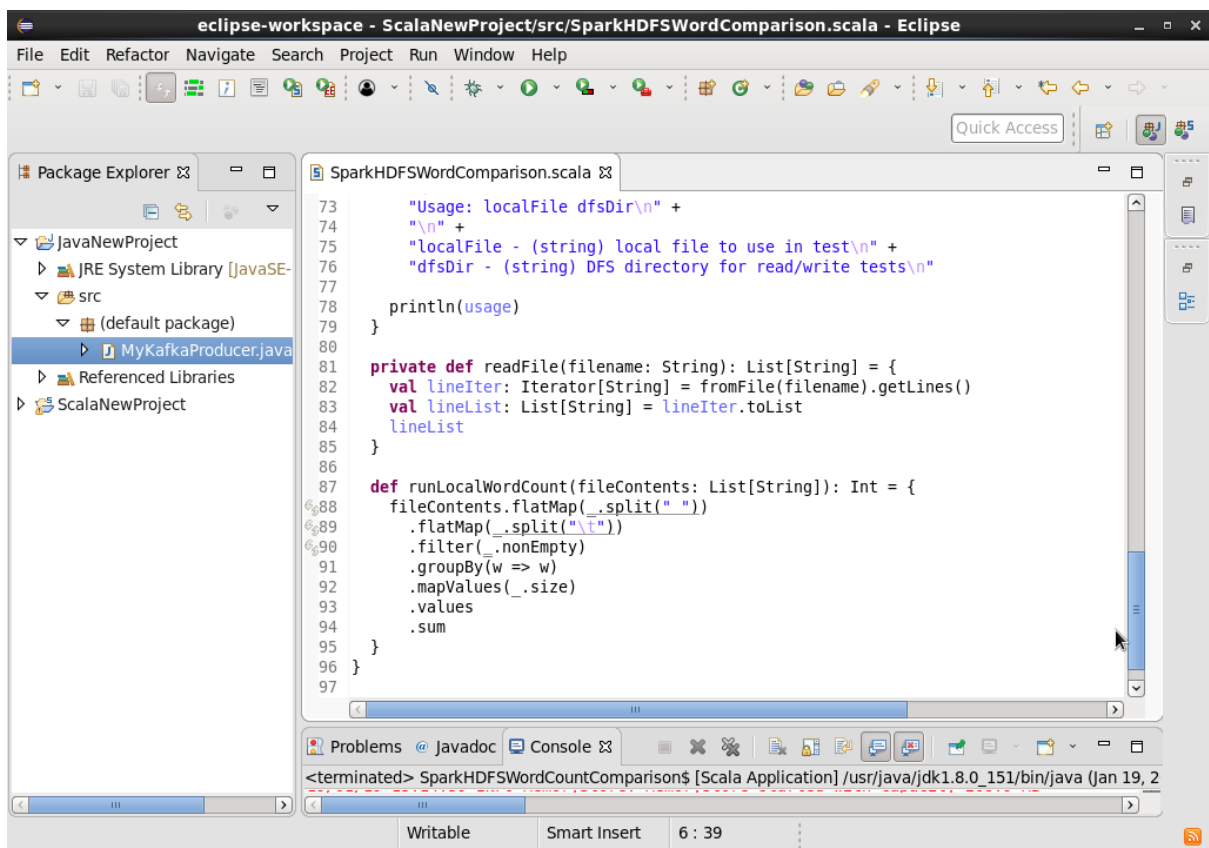 eclipse-workspace - ScalaNewProject/src/SparkHDFSWordComparison.scala - Eclipse
File Edit Refactor Navigate Search Project Run Window Help
Quick Access
Package Explorer
JavaNewProject
JRE System Library [JavaSE-
src
(default package)
MyKafkaProducer.java
Referenced Libraries
ScalaNewProject
SparkHDFSWordComparison.scala
73 "Usage: localFile dfsDir\n" +
74 "\n" +
75 "localFile - (string) local file to use in test\n" +
76 "dfsDir - (string) DFS directory for read/write tests\n"
77
78 println(usage)
79 }
80
81 private def readFile(filename: String): List[String] = {
82 val lineIter: Iterator[String] = fromFile(filename).getLines()
83 val lineList: List[String] = lineIter.toList
84 lineList
85 }
86
87 def runLocalWordCount(fileContents: List[String]): Int = {
88 fileContents.flatMap(_.split(" "))
89 .flatMap(_.split("\t"))
90 .filter(_.nonEmpty)
91 .groupBy(w => w)
92 .mapValues(_.size)
93 .values
94 .sum
95 }
96 }
97
Problems @ Javadoc Console
<terminated> SparkHDFSWordCountComparison$ [Scala Application] /usr/java/jdk1.8.0_151/bin/java (Jan 19, 2
Writable Smart Insert 6 : 39